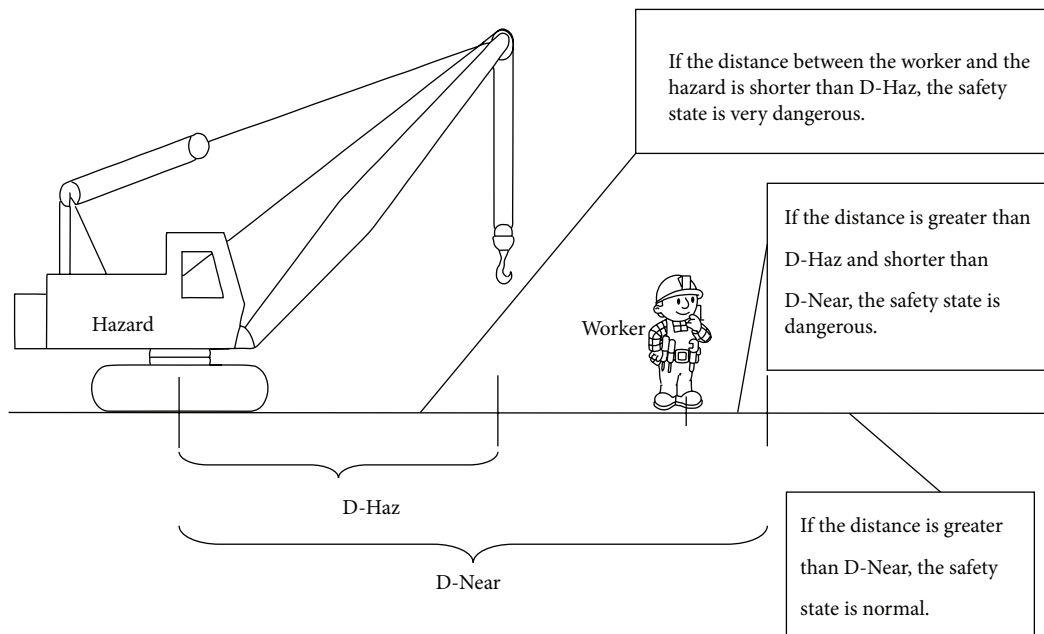 If the distance between the worker and the
hazard is shorter than D-Haz, the safety
state is very dangerous.
If the distance is greater than
D-Haz and shorter than
D-Near, the safety state is
dangerous.
Hazard
Worker
D-Haz
D-Near
If the distance is greater
than D-Near, the safety
state is normal.